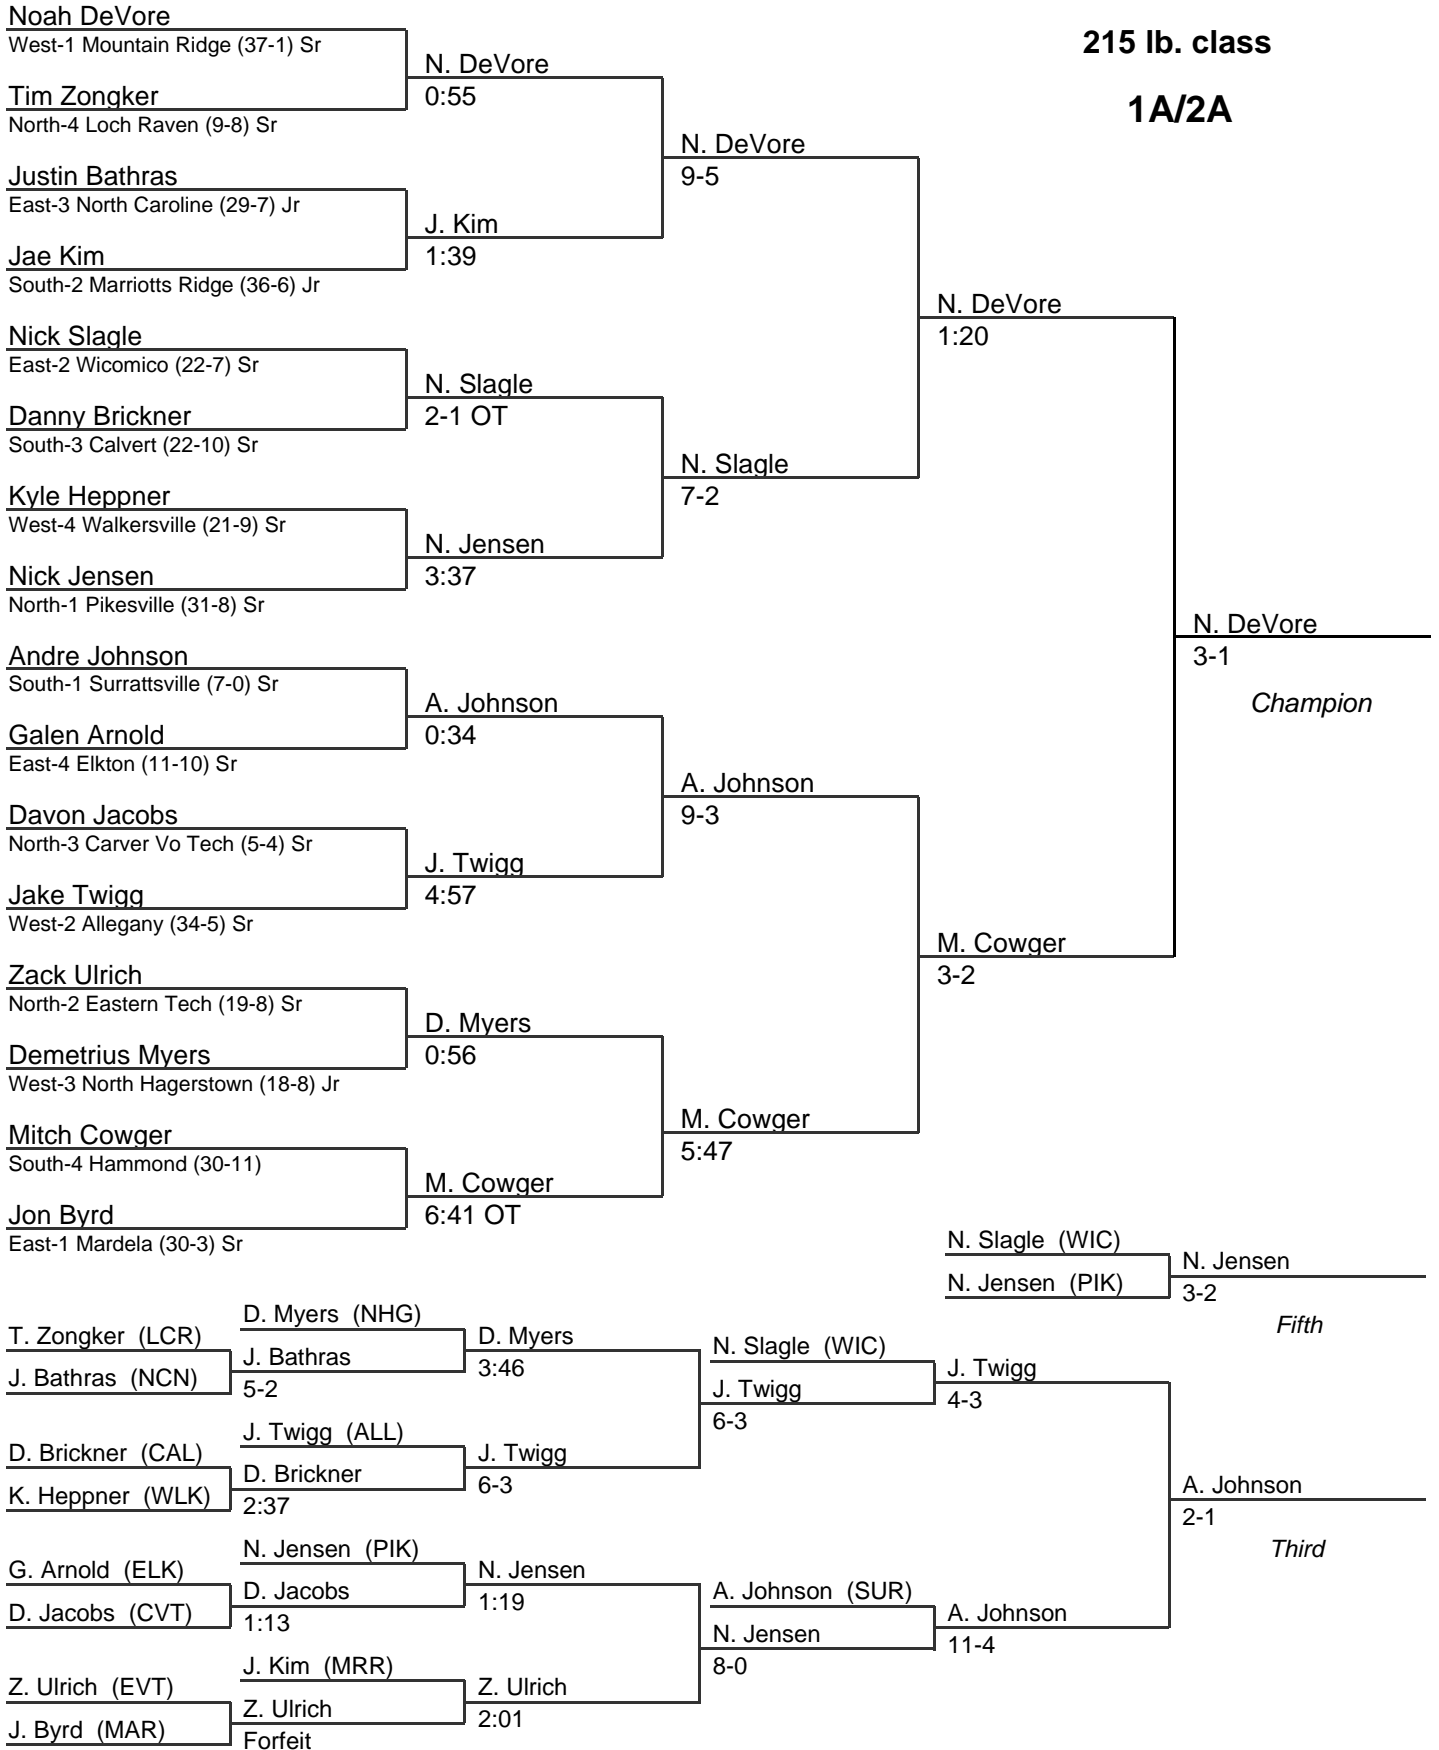 Noah DeVore
West-1 Mountain Ridge (37-1) Sr
215 lb. class
N. DeVore
0:55
Tim Zongker
North-4 Loch Raven (9-8) Sr
1A/2A
N. DeVore
9-5
Justin Bathras
East-3 North Caroline (29-7) Jr
J. Kim
1:39
Jae Kim
South-2 Marriotts Ridge (36-6) Jr
N. DeVore
1:20
Nick Slagle
East-2 Wicomico (22-7) Sr
N. Slagle
2-1 OT
Danny Brickner
South-3 Calvert (22-10) Sr
N. Slagle
7-2
Kyle Heppner
West-4 Walkersville (21-9) Sr
N. Jensen
3:37
Nick Jensen
North-1 Pikesville (31-8) Sr
N. DeVore
3-1
Champion
Andre Johnson
South-1 Surrattsville (7-0) Sr
A. Johnson
0:34
Galen Arnold
East-4 Elkton (11-10) Sr
A. Johnson
9-3
Davon Jacobs
North-3 Carver Vo Tech (5-4) Sr
J. Twigg
4:57
Jake Twigg
West-2 Allegany (34-5) Sr
M. Cowger
3-2
Zack Ulrich
North-2 Eastern Tech (19-8) Sr
D. Myers
0:56
Demetrius Myers
West-3 North Hagerstown (18-8) Jr
M. Cowger
5:47
Mitch Cowger
South-4 Hammond (30-11)
M. Cowger
6:41 OT
Jon Byrd
East-1 Mardela (30-3) Sr
N. Slagle (WIC)
N. Jensen (PIK)
N. Jensen
3-2
Fifth
T. Zongker (LCR)
J. Bathras (NCN)
D. Myers (NHG)
J. Bathras
5-2
D. Myers
3:46
N. Slagle (WIC)
J. Twigg
6-3
J. Twigg
4-3
D. Brickner (CAL)
K. Heppner (WLK)
J. Twigg (ALL)
D. Brickner
2:37
J. Twigg
6-3
A. Johnson
2-1
Third
G. Arnold (ELK)
D. Jacobs (CVT)
N. Jensen (PIK)
D. Jacobs
1:13
N. Jensen
1:19
A. Johnson (SUR)
N. Jensen
8-0
A. Johnson
11-4
Z. Ulrich (EVT)
J. Byrd (MAR)
J. Kim (MRR)
Z. Ulrich
Forfeit
Z. Ulrich
2:01